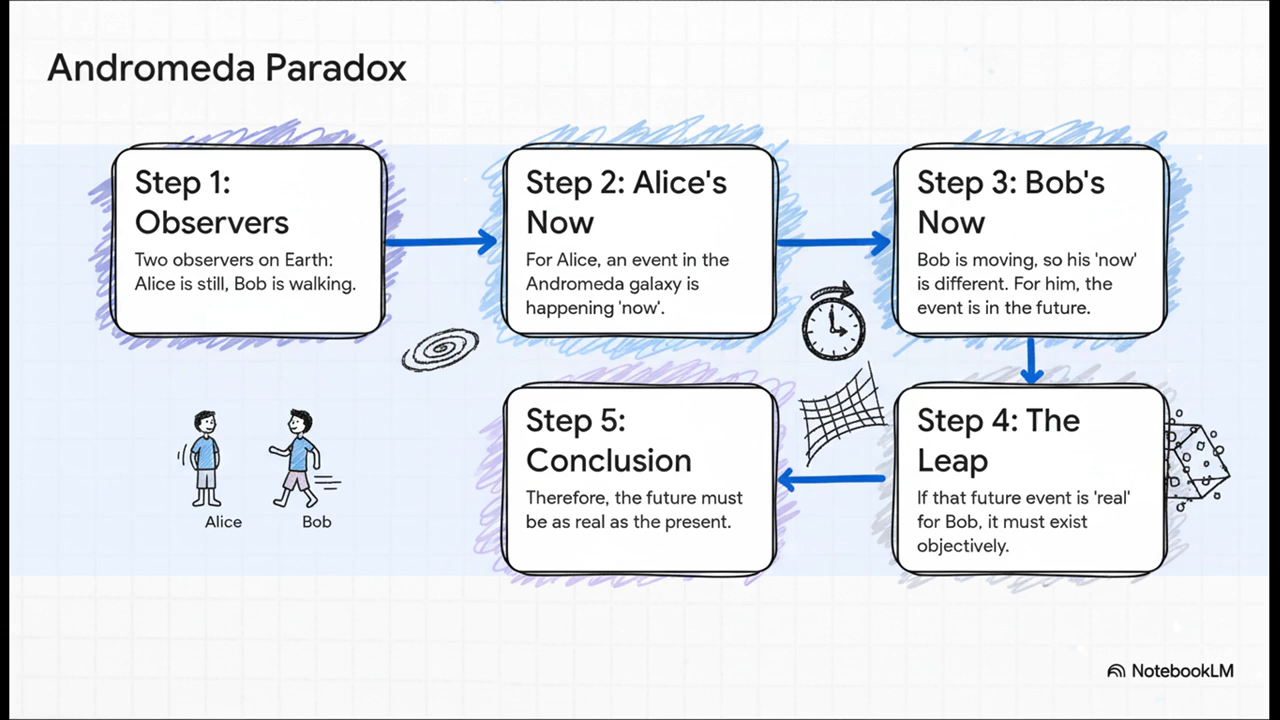 Andromeda Paradox
Step 1:
Observers
Two observers on Earth:
Alice is still, Bob is walking.
Step 2: Alice's
Now
For Alice, an event in the
Andromeda galaxy is
happening 'now'.
Step 3: Bob's
Now
Bob is moving, so his 'now'
is different. For him, the
event is in the future.
Step 4: The
Leap
If that future event is 'real'
for Bob, it must exist
objectively.
Step 5:
Conclusion
Therefore, the future must
be as real as the present.
Alice
Bob
NotebookLM